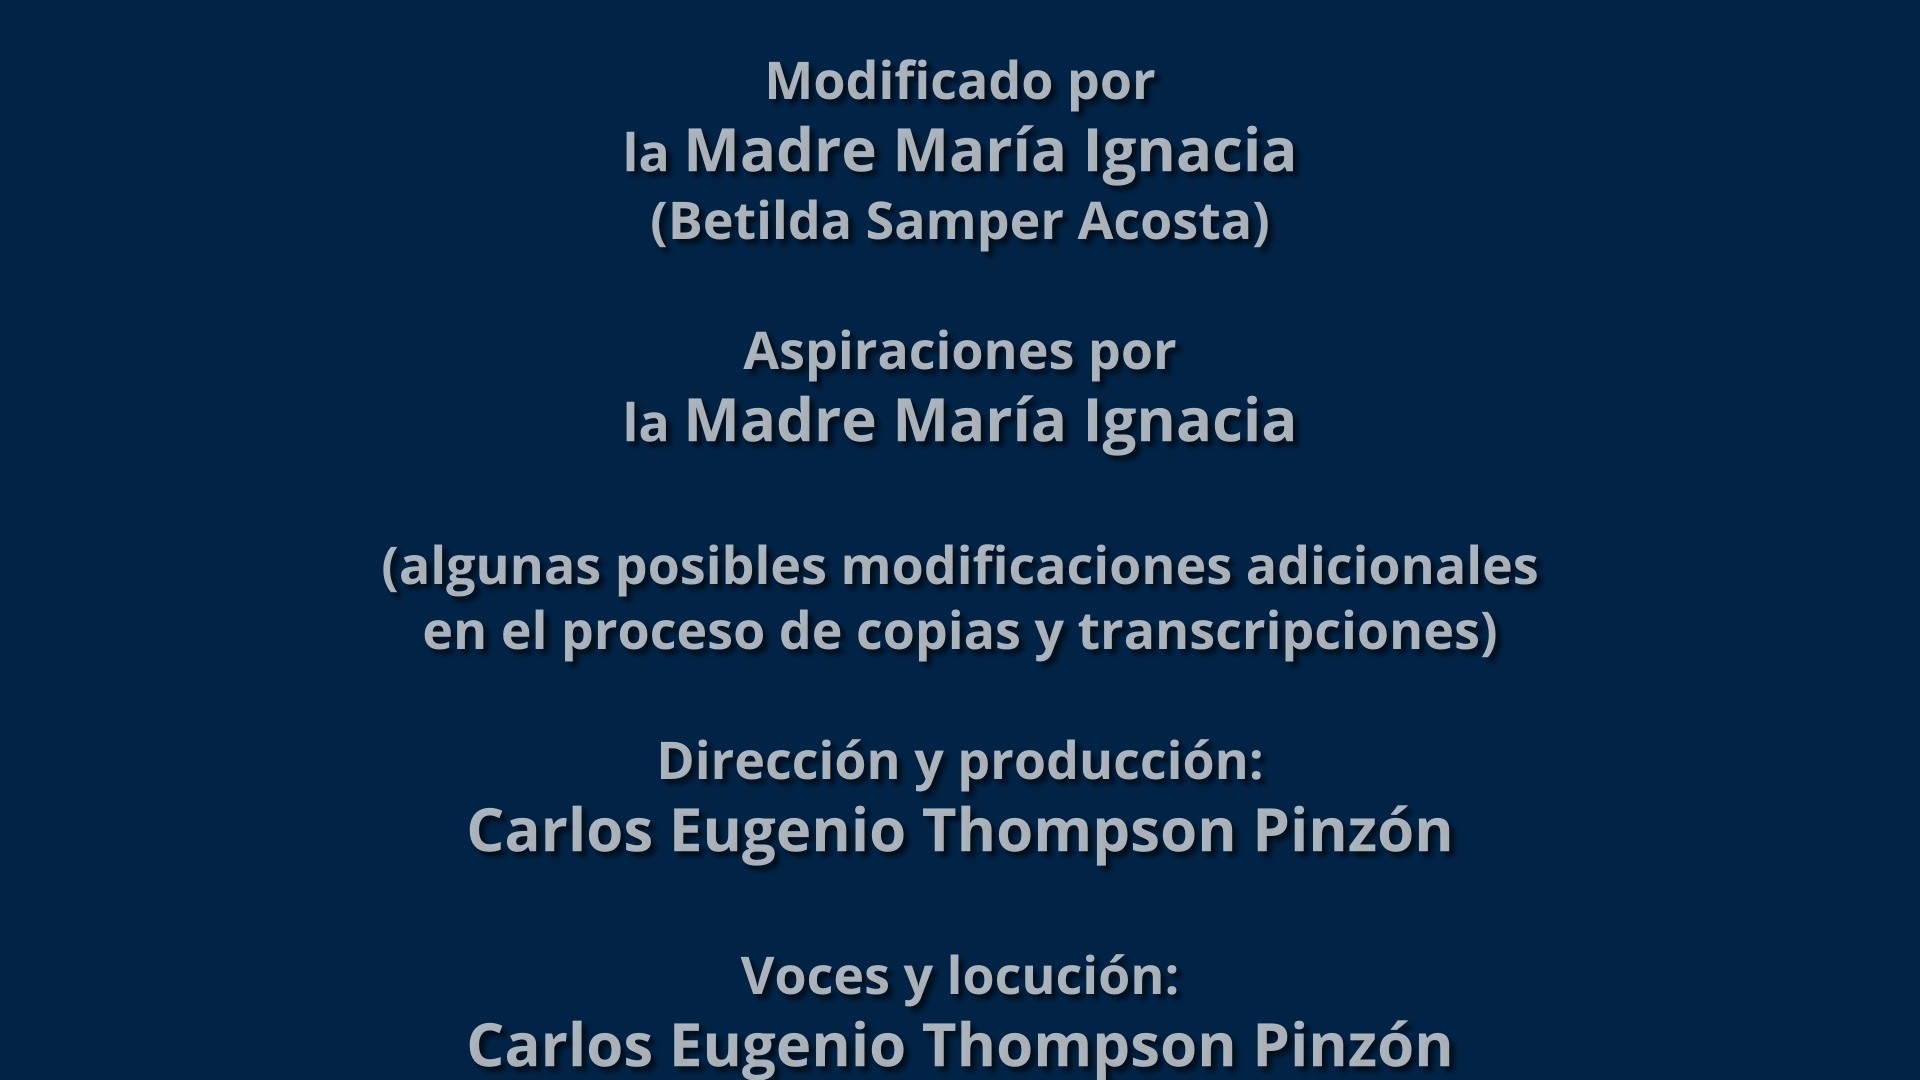 Modificado por
la Madre María Ignacia
(Betilda Samper Acosta)
Aspiraciones por
la Madre María Ignacia
(algunas posibles modificaciones adicionales
en el proceso de copias y transcripciones)
Dirección y producción:
Carlos Eugenio Thompson Pinzón
Voces y locución:
Carlos Eugenio Thompson Pinzón